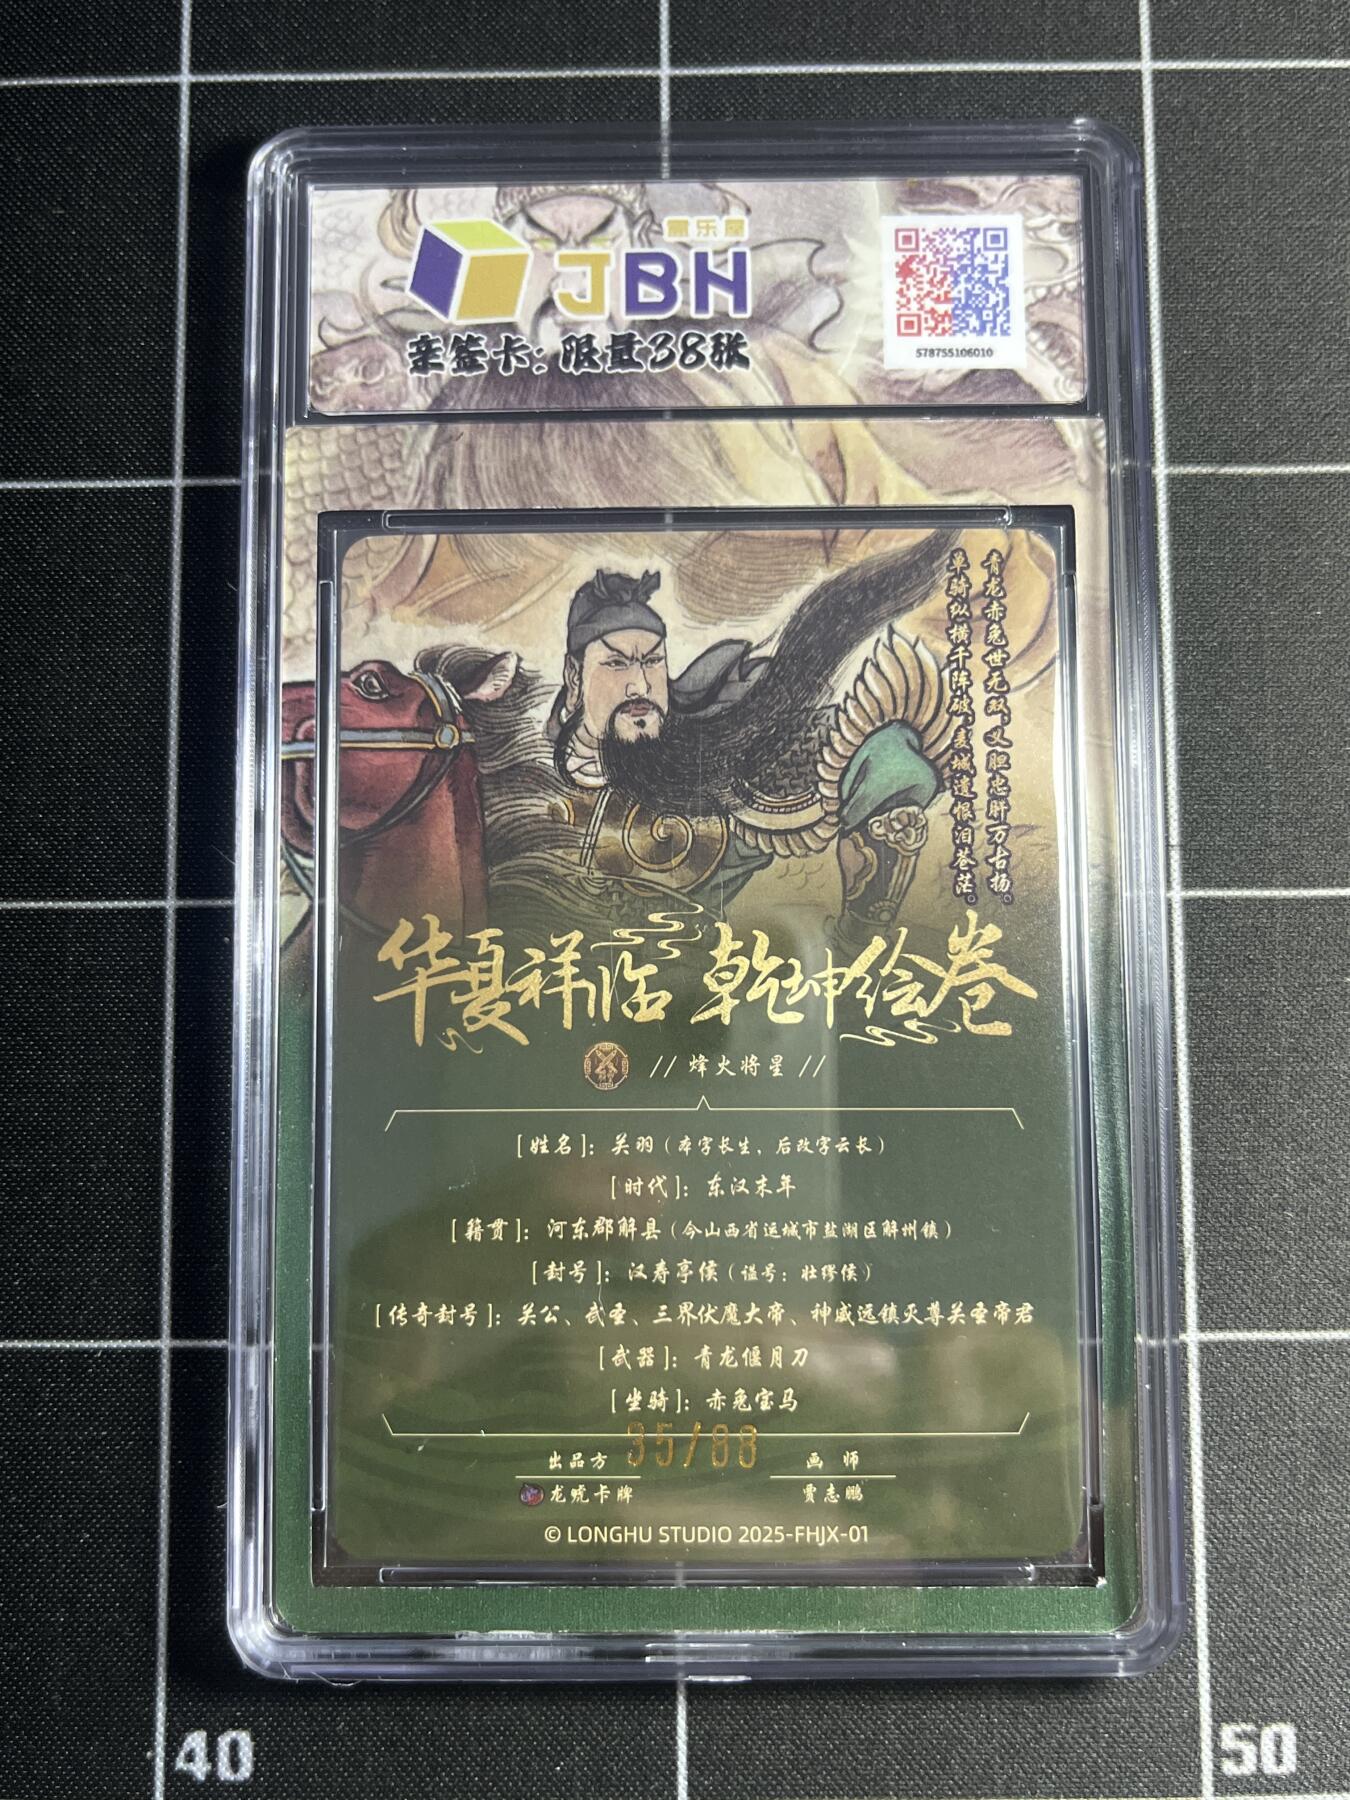 JBH
亲签卡：限量38张
578755106010
青龙赤兔世无双，义胆忠肝万古扬。
单骑纵横千阵破，麦城遗恨泪苍茫。
华夏祥临 乾坤绘卷
// 烽火将星 //
[姓名]：关羽（本字长生，后改字云长）
[时代]：东汉末年
[籍贯]：河东郡解县（今山西省运城市盐湖区解州镇）
[封号]：汉寿亭侯（谥号：壮缪侯）
[传奇封号]：关公、武圣、三界伏魔大帝、神威远镇灭尊关圣帝君
[武器]：青龙偃月刀
[坐骑]：赤兔宝马
35/88
出品方 画 师
龙虎卡牌 贾志鹏
© LONGHU STUDIO 2025-FHJX-01
40 50